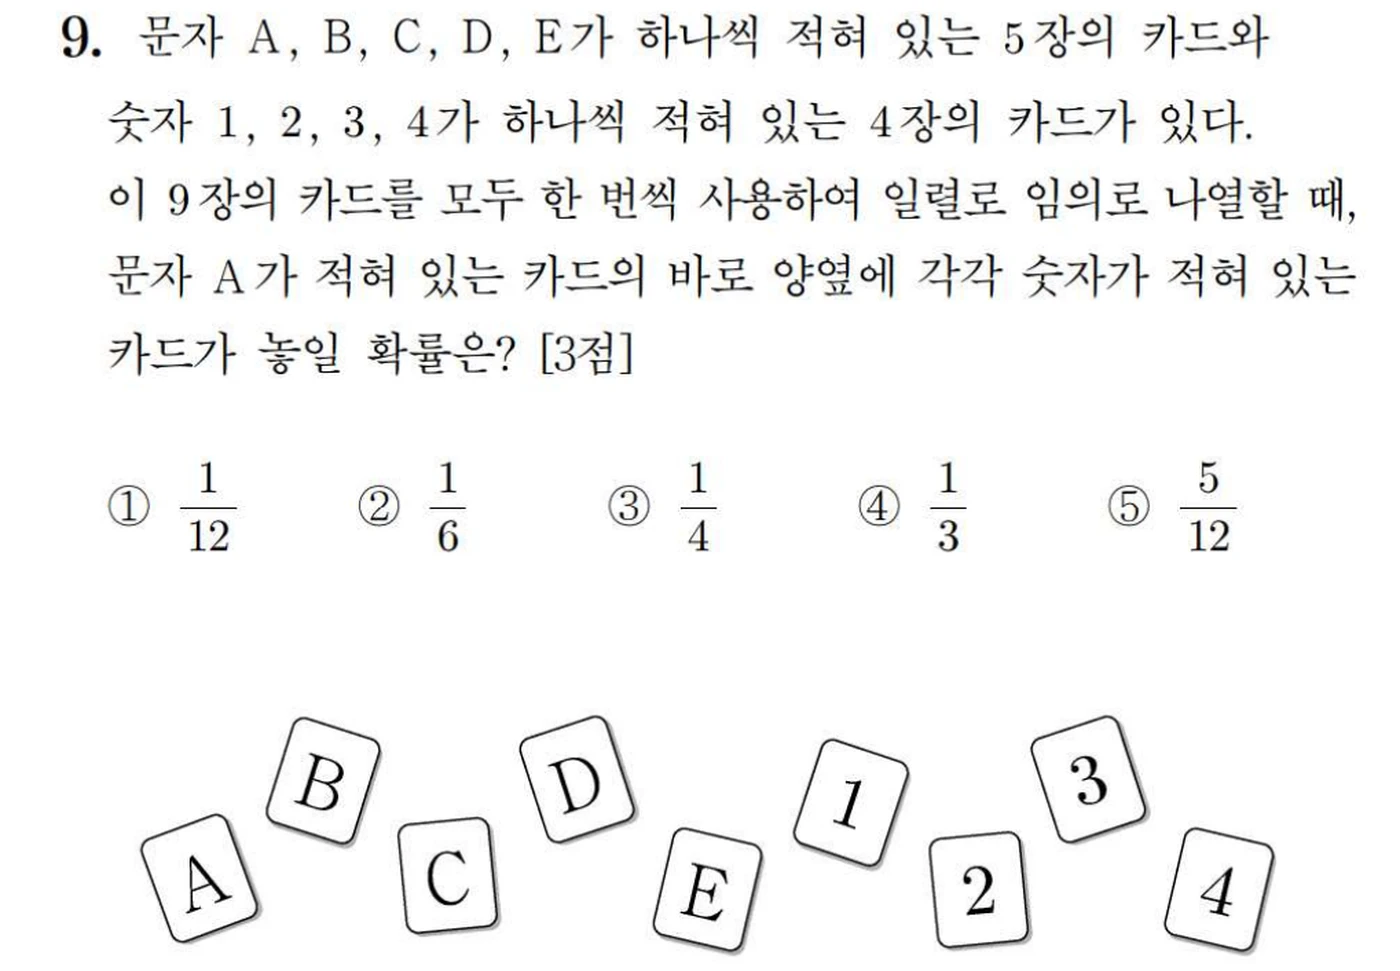 9. 문자 A, B, C, D, E가 하나씩 적혀 있는 5장의 카드와
숫자 1, 2, 3, 4가 하나씩 적혀 있는 4장의 카드가 있다.
이 9장의 카드를 모두 한 번씩 사용하여 일렬로 임의로 나열할 때,
문자 A가 적혀 있는 카드의 바로 양옆에 각각 숫자가 적혀 있는
카드가 놓일 확률은? [3점]
① 1/12 ② 1/6 ③ 1/4 ④ 1/3 ⑤ 5/12
A B C D E 1 2 3 4